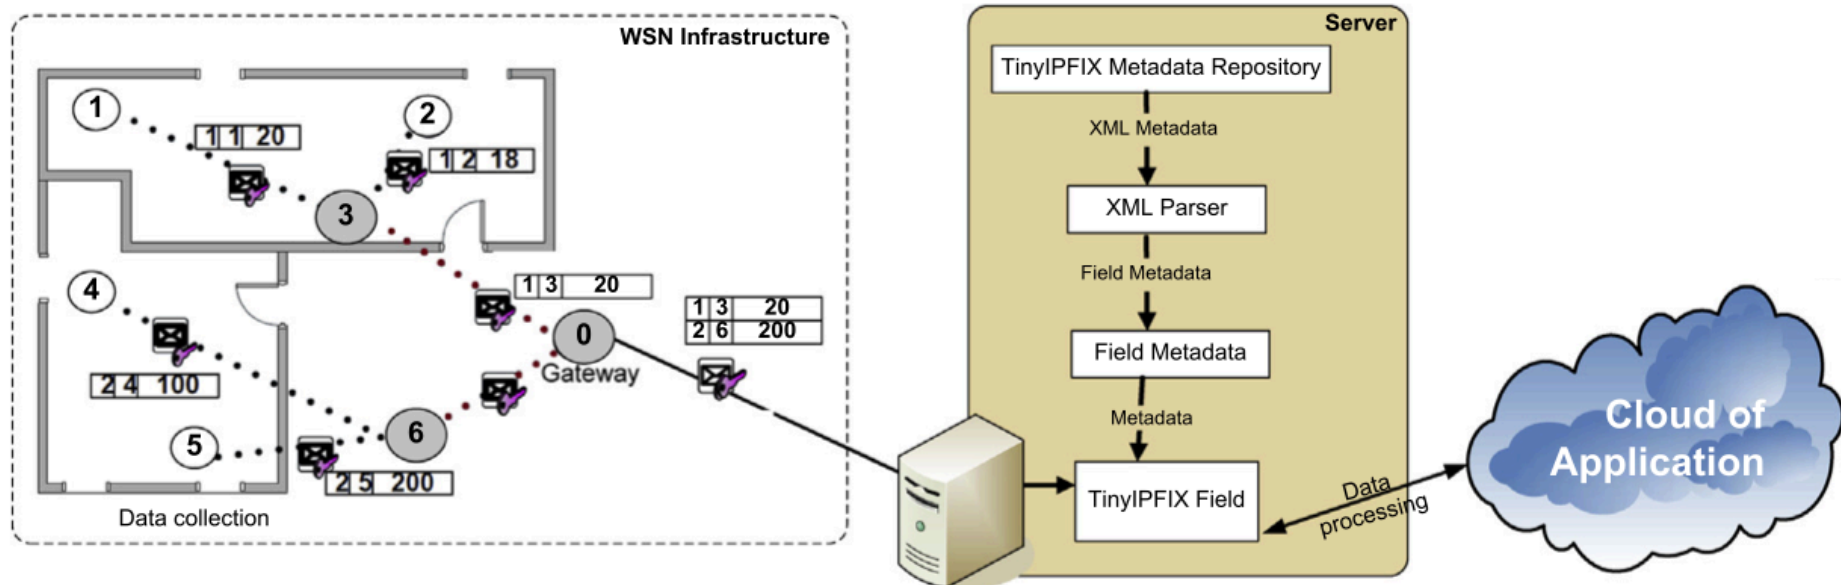 WSN Infrastructure
1
1 1 20
2
1 2 18
3
1 3 20
4
2 4 100
5
2 5 200
6
0
Gateway
1 3 20
2 6 200
Data collection
Server
TinyIPFIX Metadata Repository
XML Metadata
XML Parser
Field Metadata
Field Metadata
Metadata
TinyIPFIX Field
Data
processing
Cloud of
Application